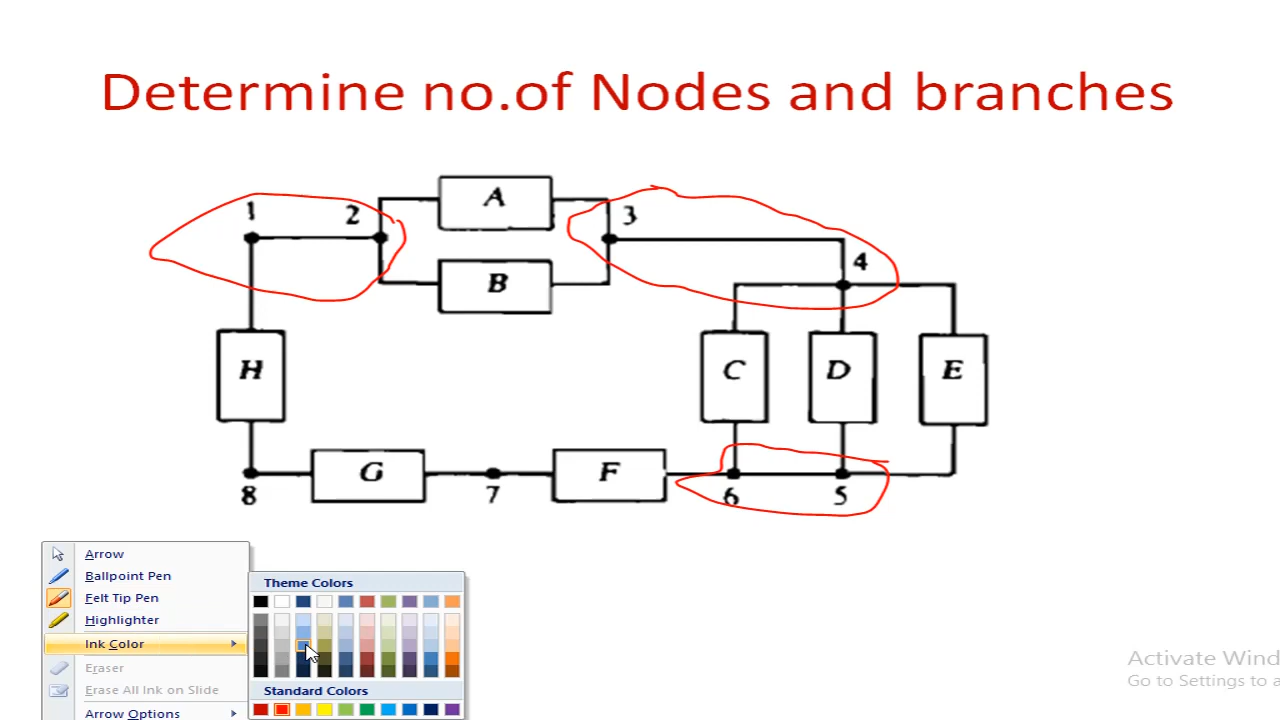 Determine no.of Nodes and branches
1 2 A 3
B 4
H C D E
G F
8 7 6 5
Arrow
Ballpoint Pen
Felt Tip Pen
Highlighter
Ink Color
Eraser
Erase All Ink on Slide
Arrow Options
Theme Colors
Standard Colors
Activate Wind
Go to Settings to a